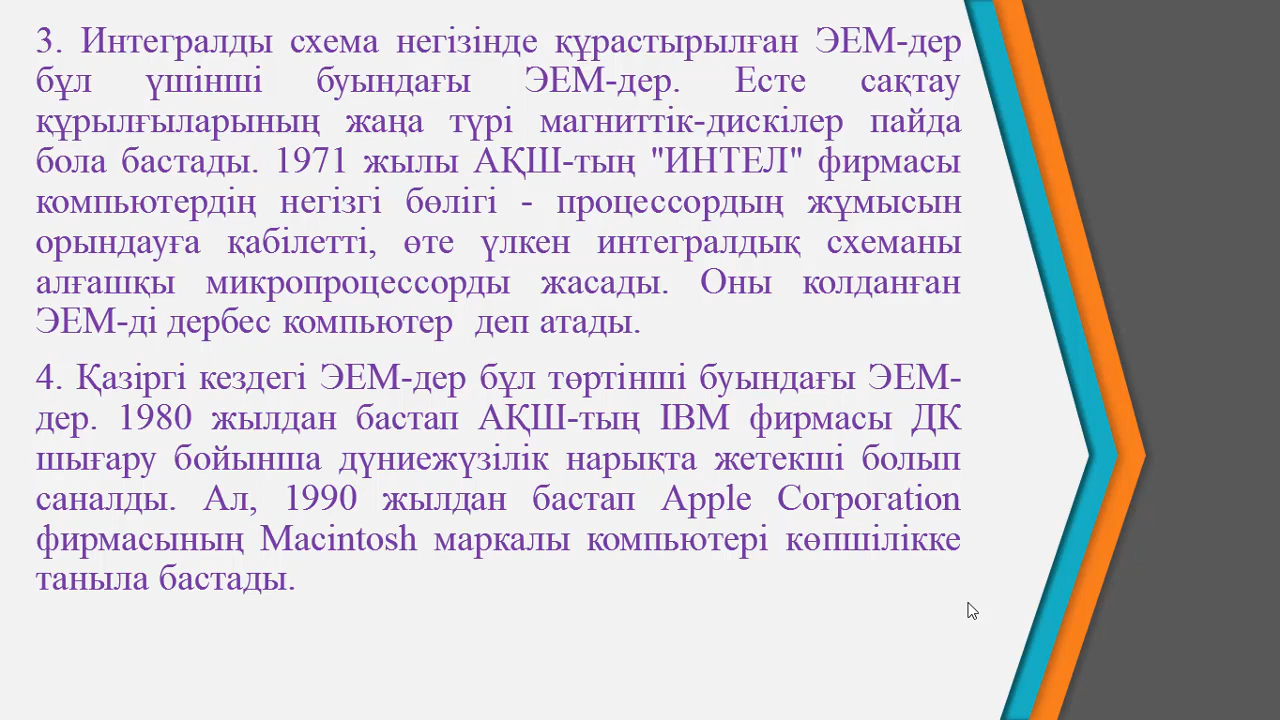 3. Интегралды схема негізінде құрастырылған ЭЕМ-дер
бұл үшінші буындағы ЭЕМ-дер. Есте сақтау
құрылғыларының жаңа түрі магниттік-дискілер пайда
бола бастады. 1971 жылы АҚШ-тың "ИНТЕЛ" фирмасы
компьютердің негізгі бөлігі - процессордың жұмысын
орындауға қабілетті, өте үлкен интегралдық схеманы
алғашқы микропроцессорды жасады. Оны колданған
ЭЕМ-ді дербес компьютер деп атады.
4. Қазіргі кездегі ЭЕМ-дер бұл төртінші буындағы ЭЕМ-
дер. 1980 жылдан бастап АҚШ-тың IBM фирмасы ДК
шығару бойынша дүниежүзілік нарықта жетекші болып
саналды. Ал, 1990 жылдан бастап Apple Corporation
фирмасының Macintosh маркалы компьютері көпшілікке
таныла бастады.